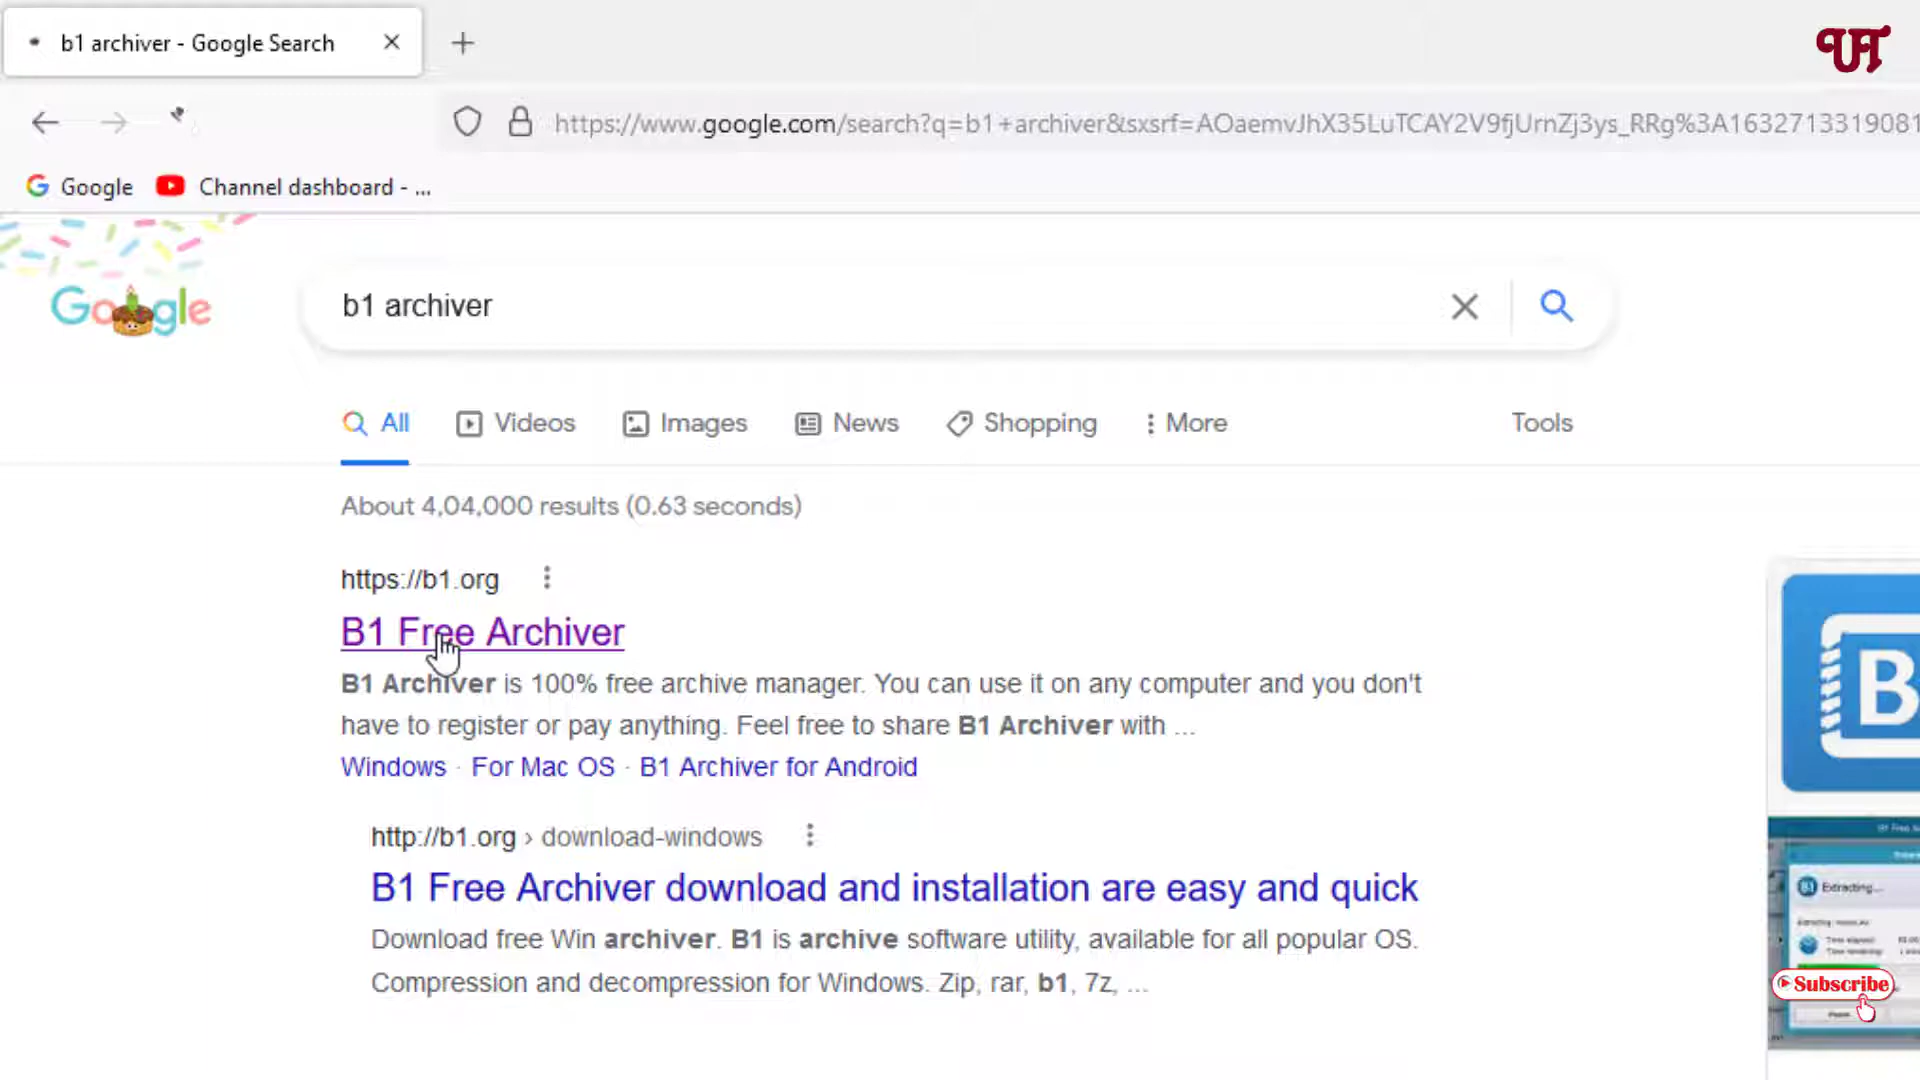 b1 archiver - Google Search
UA
https://www.google.com/search?q=b1+archiver&sxsrf=AOaemvJhX35LuTCAY2V9fjUrnZj3ys_RRg%3A1632713319081
Google
Channel dashboard - ...
Google
b1 archiver
All
Videos
Images
News
Shopping
More
Tools
About 4,04,000 results (0.63 seconds)
https://b1.org
B1 Free Archiver
B1 Archiver is 100% free archive manager. You can use it on any computer and you don't
have to register or pay anything. Feel free to share B1 Archiver with ...
Windows · For Mac OS · B1 Archiver for Android
http://b1.org › download-windows
B1 Free Archiver download and installation are easy and quick
Download free Win archiver. B1 is archive software utility, available for all popular OS.
Compression and decompression for Windows. Zip, rar, b1, 7z, ...
B
B1 Extracting...
Subscribe